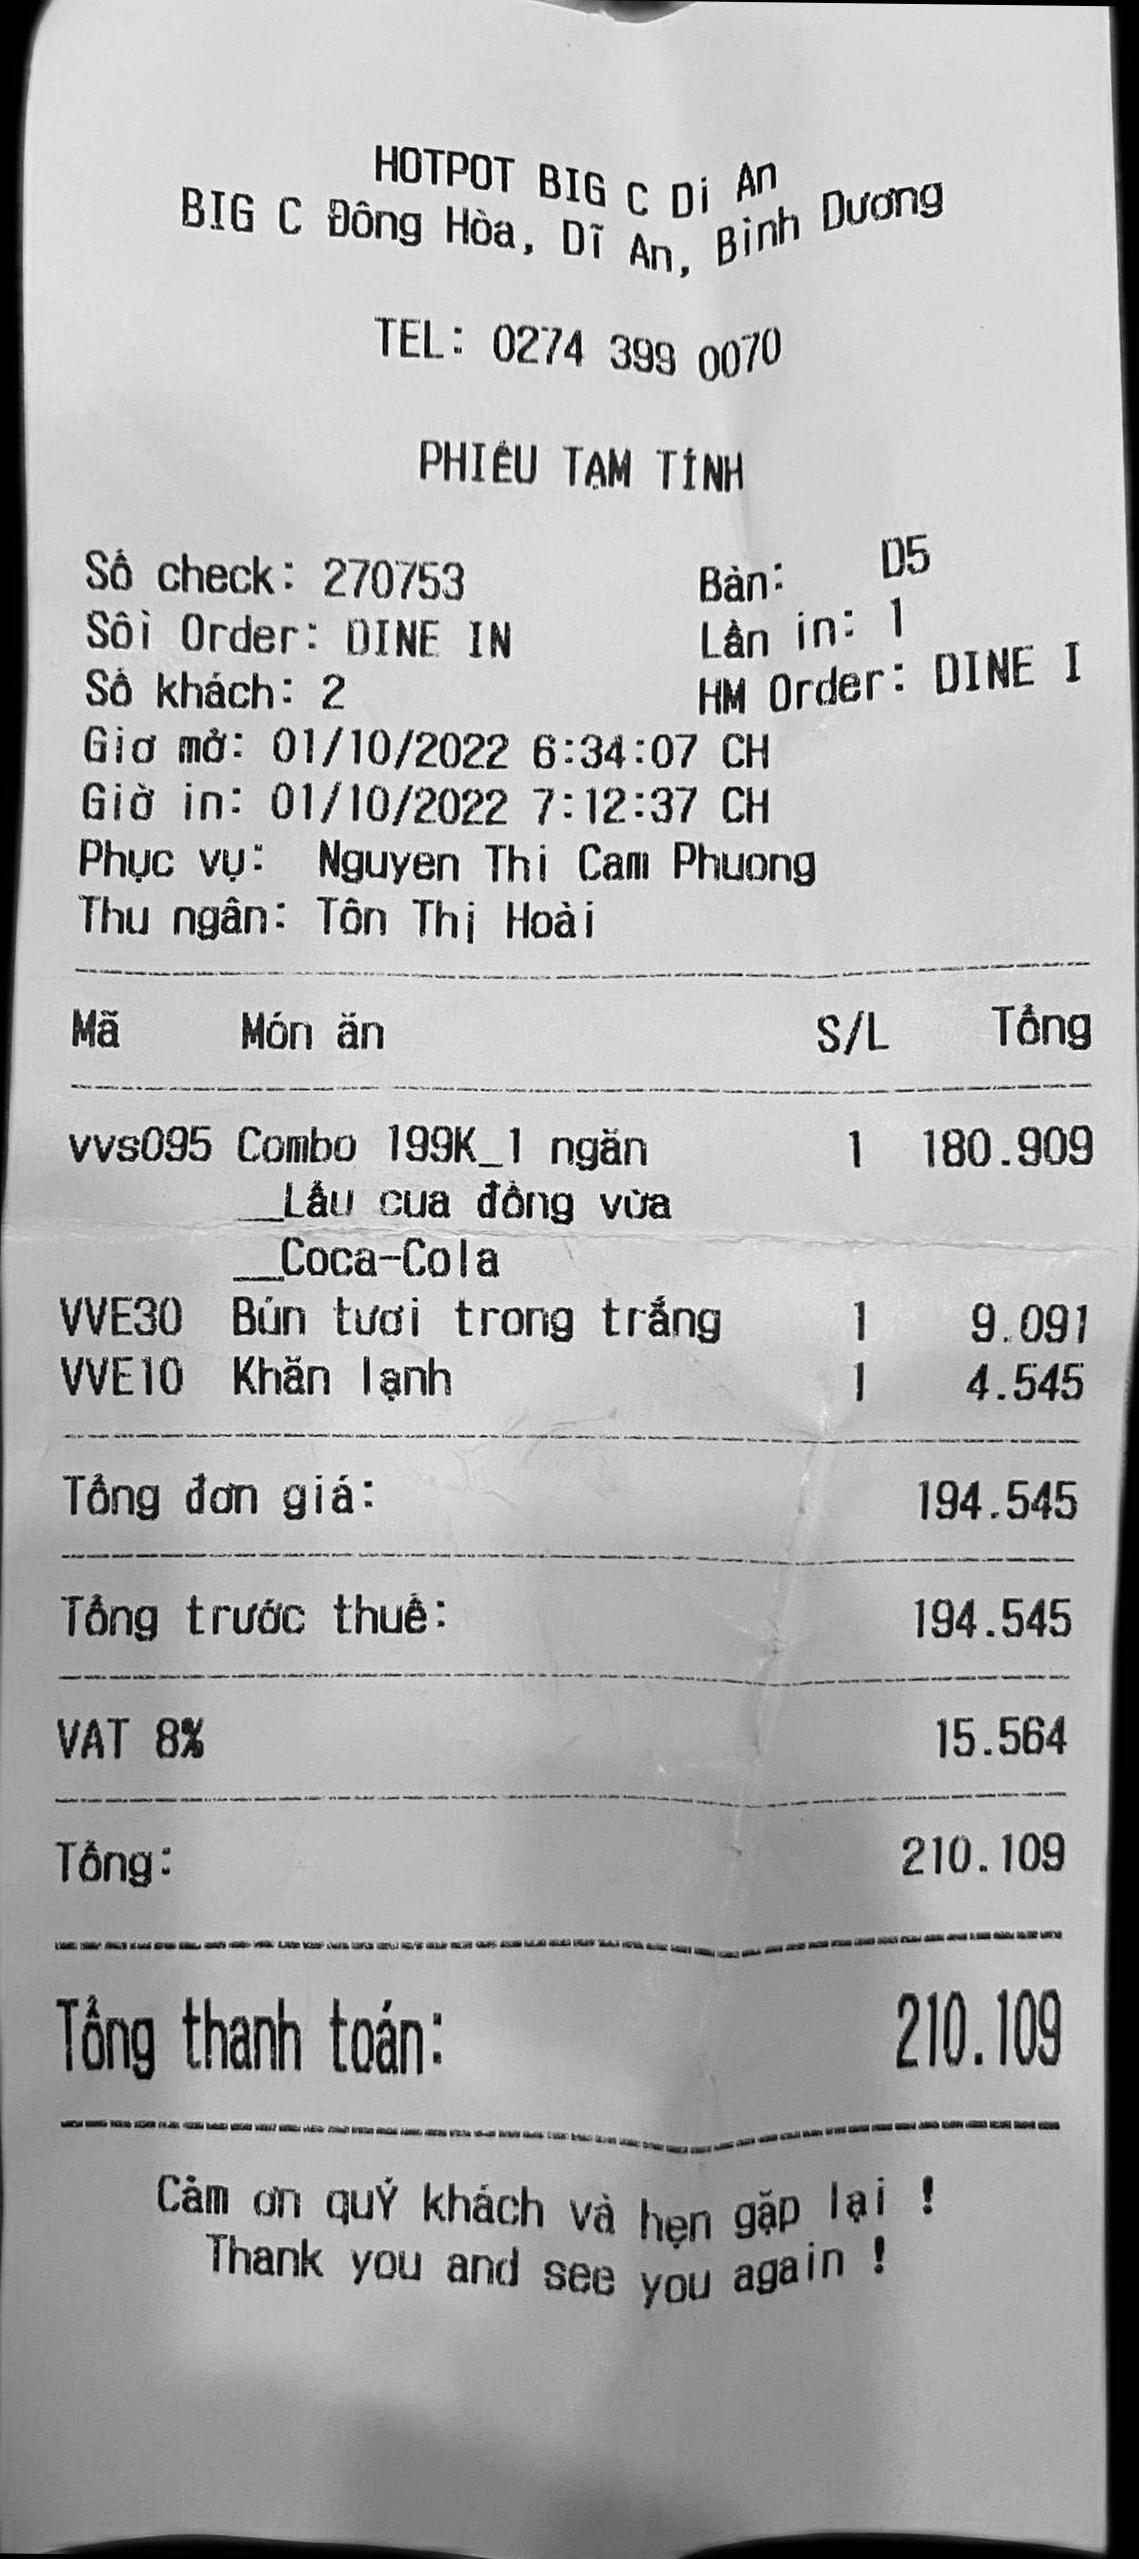 HOTPOT BIG C Dĩ An
BIG C Đông Hòa, Dĩ An, Bình Dương
TEL: 0274 399 0070
PHIẾU TẠM TÍNH
Số check: 270753 Bàn: D5
Sôì Order: DINE IN Lần in: 1
Số khách: 2 HM Order: DINE I
Giơ mở: 01/10/2022 6:34:07 CH
Giờ in: 01/10/2022 7:12:37 CH
Phục vụ: Nguyen Thi Cam Phuong
Thu ngân: Tôn Thị Hoài
Mã Món ăn S/L Tổng
vvs095 Combo 199K_1 ngăn 1 180.909
__Lẩu cua đồng vừa
__Coca-Cola
VVE30 Bún tươi trong trắng 1 9.091
VVE10 Khăn lạnh 1 4.545
Tổng đơn giá: 194.545
Tổng trước thuế: 194.545
VAT 8% 15.564
Tổng: 210.109
Tổng thanh toán: 210.109
Cảm ơn quÝ khách và hẹn gặp lại !
Thank you and see you again !